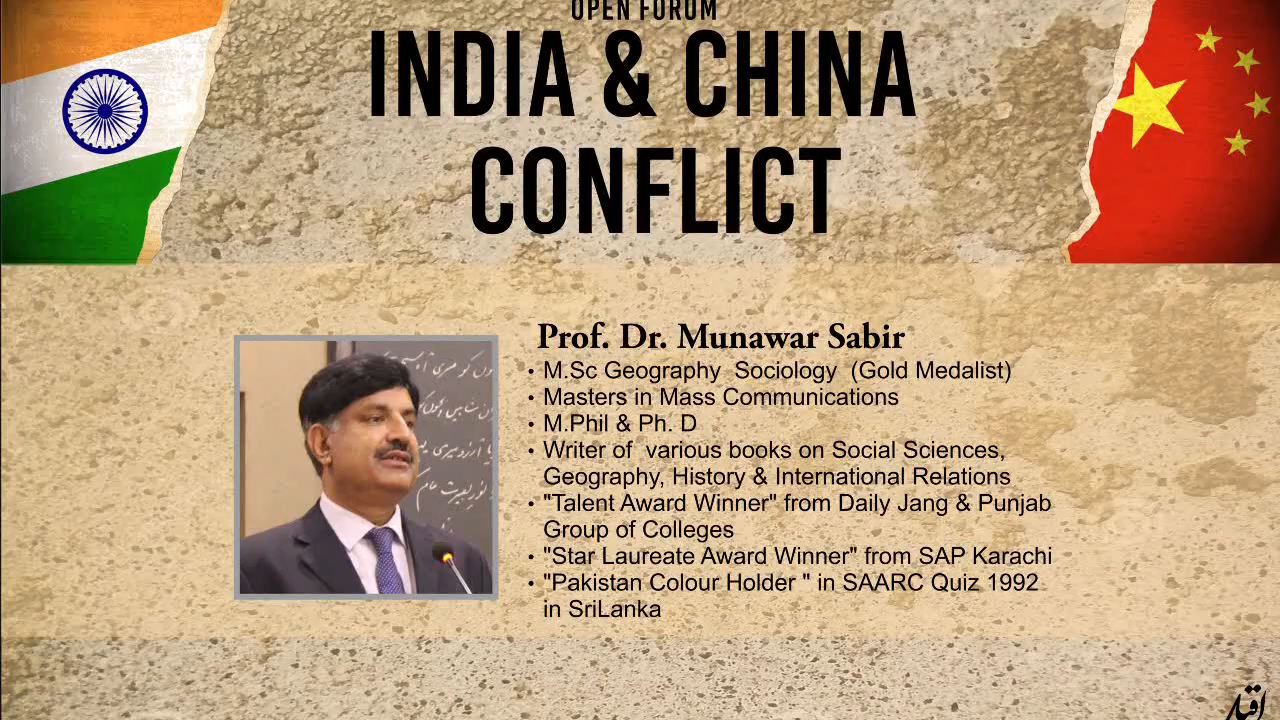 OPEN FORUM
INDIA & CHINA
CONFLICT
Prof. Dr. Munawar Sabir
• M.Sc Geography Sociology (Gold Medalist)
• Masters in Mass Communications
• M.Phil & Ph. D
• Writer of various books on Social Sciences,
Geography, History & International Relations
• "Talent Award Winner" from Daily Jang & Punjab
Group of Colleges
• "Star Laureate Award Winner" from SAP Karachi
• "Pakistan Colour Holder " in SAARC Quiz 1992
in SriLanka